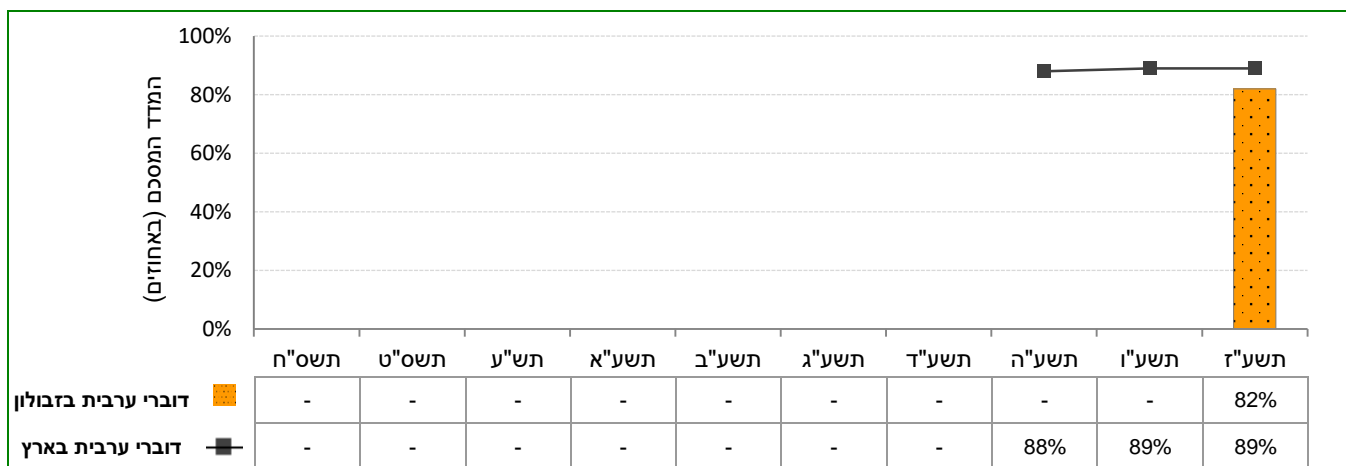 100%
80%
60%
40%
20%
0%
המדד המסכם (באחוזים)
תשס"ח תשס"ט תש"ע תשע"א תשע"ב תשע"ג תשע"ד תשע"ה תשע"ו תשע"ז
דוברי ערבית בזבולון - - - - - - - - - 82%
דוברי ערבית בארץ - - - - - - - 88% 89% 89%